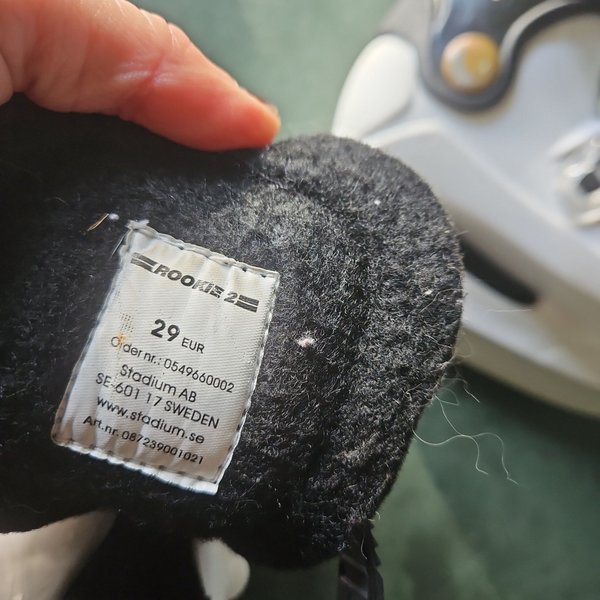 ROOKIE 2
29 EUR
Order nr.: 0549660002
Stadium AB
SE-601 17 SWEDEN
www.stadium.se
Art.nr. 087239001021